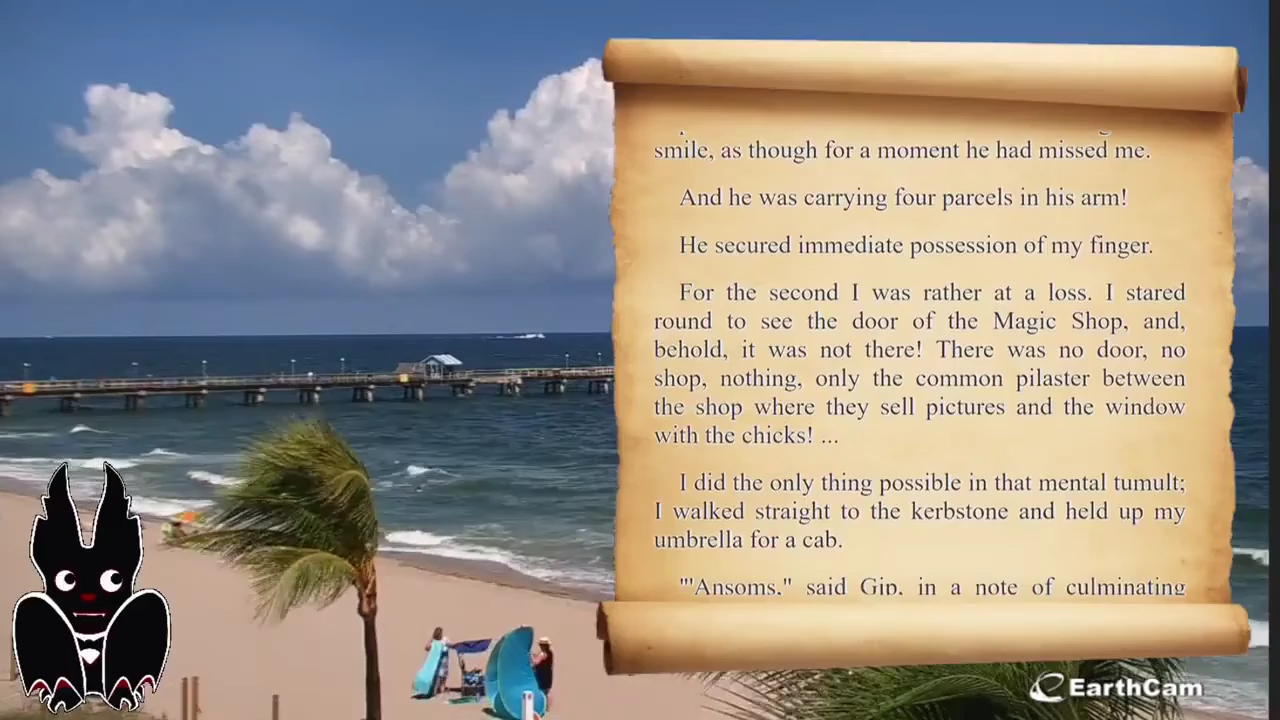 smile, as though for a moment he had missed me.
And he was carrying four parcels in his arm!
He secured immediate possession of my finger.
For the second I was rather at a loss. I stared
round to see the door of the Magic Shop, and,
behold, it was not there! There was no door, no
shop, nothing, only the common pilaster between
the shop where they sell pictures and the window
with the chicks! ...
I did the only thing possible in that mental tumult;
I walked straight to the kerbstone and held up my
umbrella for a cab.
"'Ansoms," said Gip, in a note of culminating
EarthCam